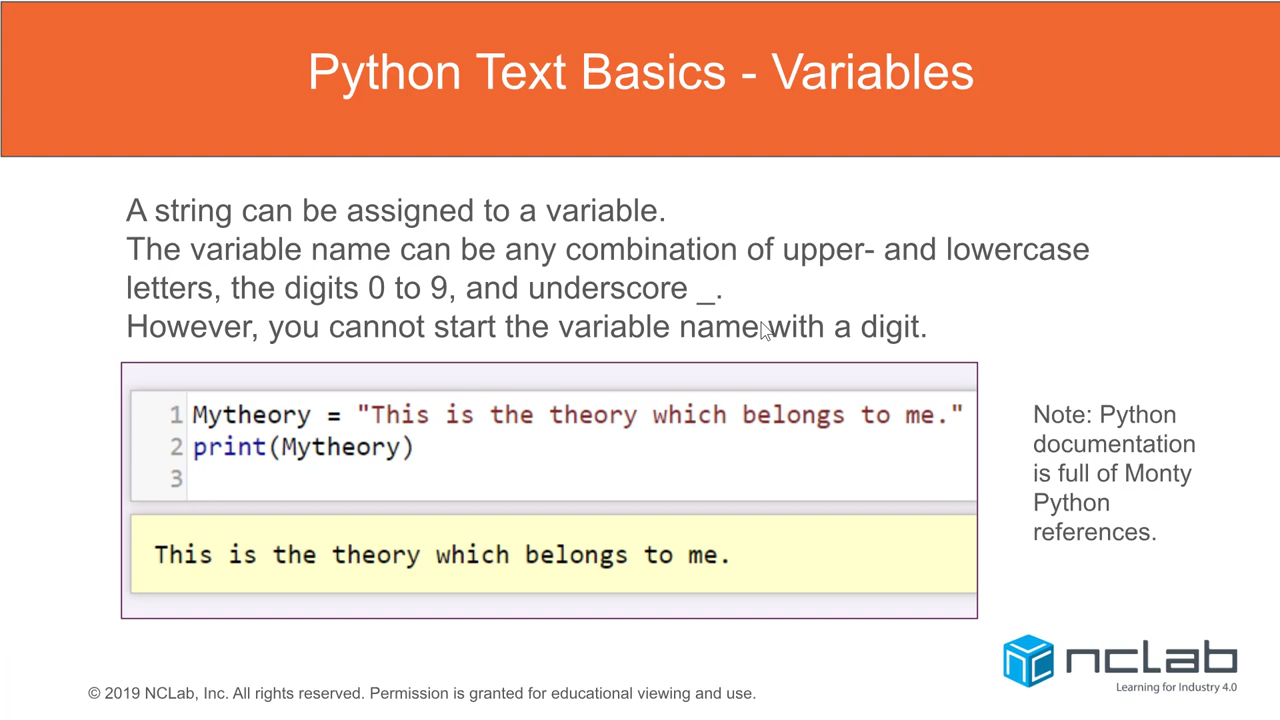 Python Text Basics - Variables
A string can be assigned to a variable.
The variable name can be any combination of upper- and lowercase
letters, the digits 0 to 9, and underscore _.
However, you cannot start the variable name with a digit.
1 Mytheory = "This is the theory which belongs to me."
2 print(Mytheory)
3
This is the theory which belongs to me.
Note: Python
documentation
is full of Monty
Python
references.
nclab
Learning for Industry 4.0
© 2019 NCLab, Inc. All rights reserved. Permission is granted for educational viewing and use.